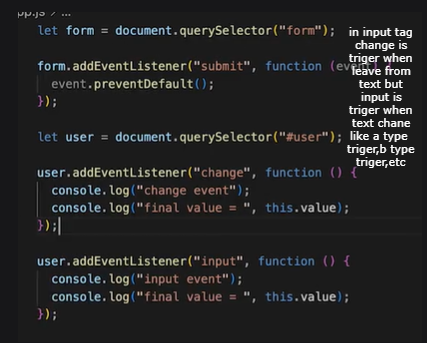 pp.js > ...
let form = document.querySelector("form");
form.addEventListener("submit", function (event) {
event.preventDefault();
});
let user = document.querySelector("#user");
user.addEventListener("change", function () {
console.log("change event");
console.log("final value = ", this.value);
});
user.addEventListener("input", function () {
console.log("input event");
console.log("final value = ", this.value);
});
in input tag
change is
triger when
leave from
text but
input is
triger when
text chane
like a type
triger,b type
triger,etc